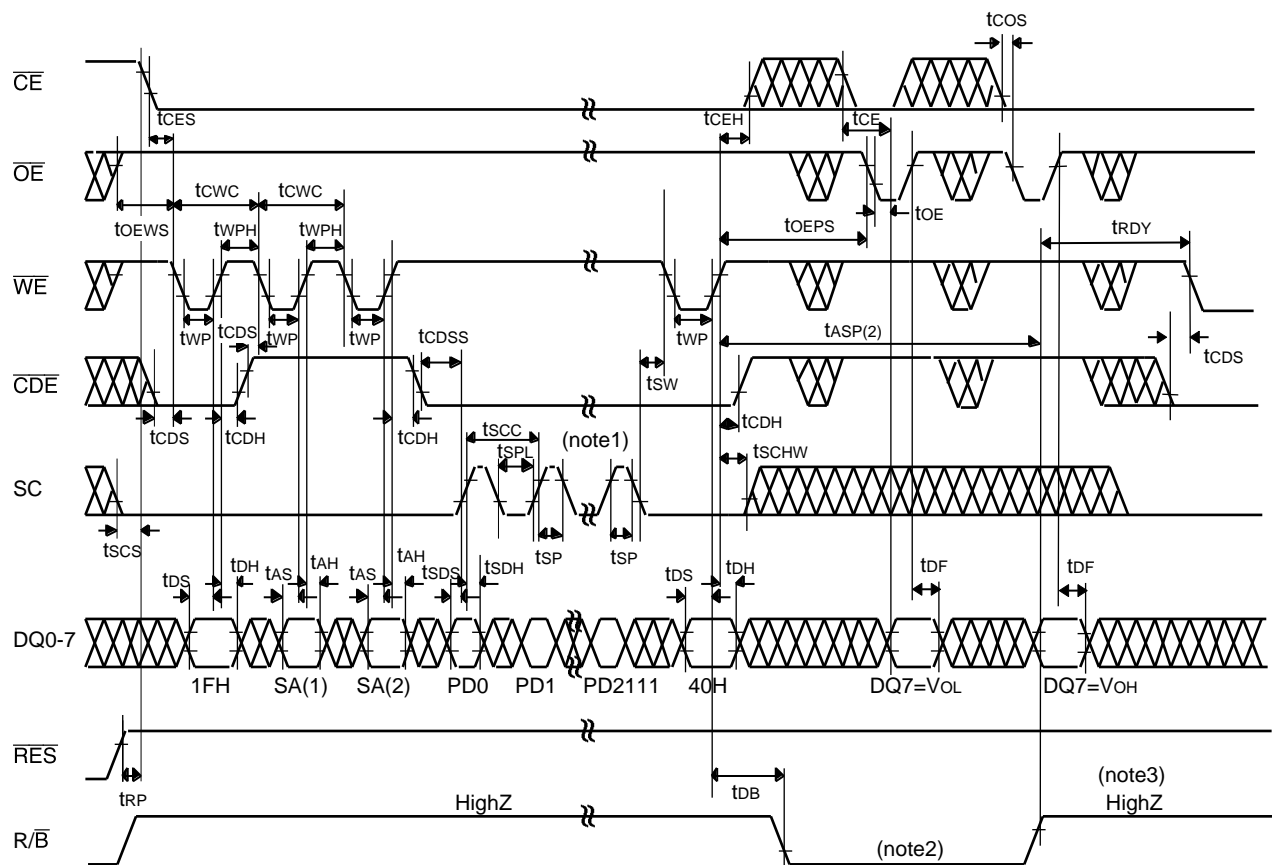 tCOS
CE
tCES
tCEH
tCE
OE
tCWC
tCWC
tOEWS
tWPH
tWPH
tOEPS
tOE
tRDY
WE
tWP
tCDS
tWP
tWP
tCDSS
tWP
tASP(2)
tCDS
CDE
tSW
tCDS
tCDH
tCDH
tCDH
tSCC
(note1)
tSPL
tSCHW
SC
tSCS
tSP
tSP
tDS
tDH
tAS
tAH
tAS
tAH
tSDS
tSDH
tDS
tDH
tDF
tDF
DQ0-7
1FH
SA(1)
SA(2)
PD0
PD1
PD2111
40H
DQ7=VOL
DQ7=VOH
RES
tRP
HighZ
tDB
(note3)
HighZ
R/B
(note2)